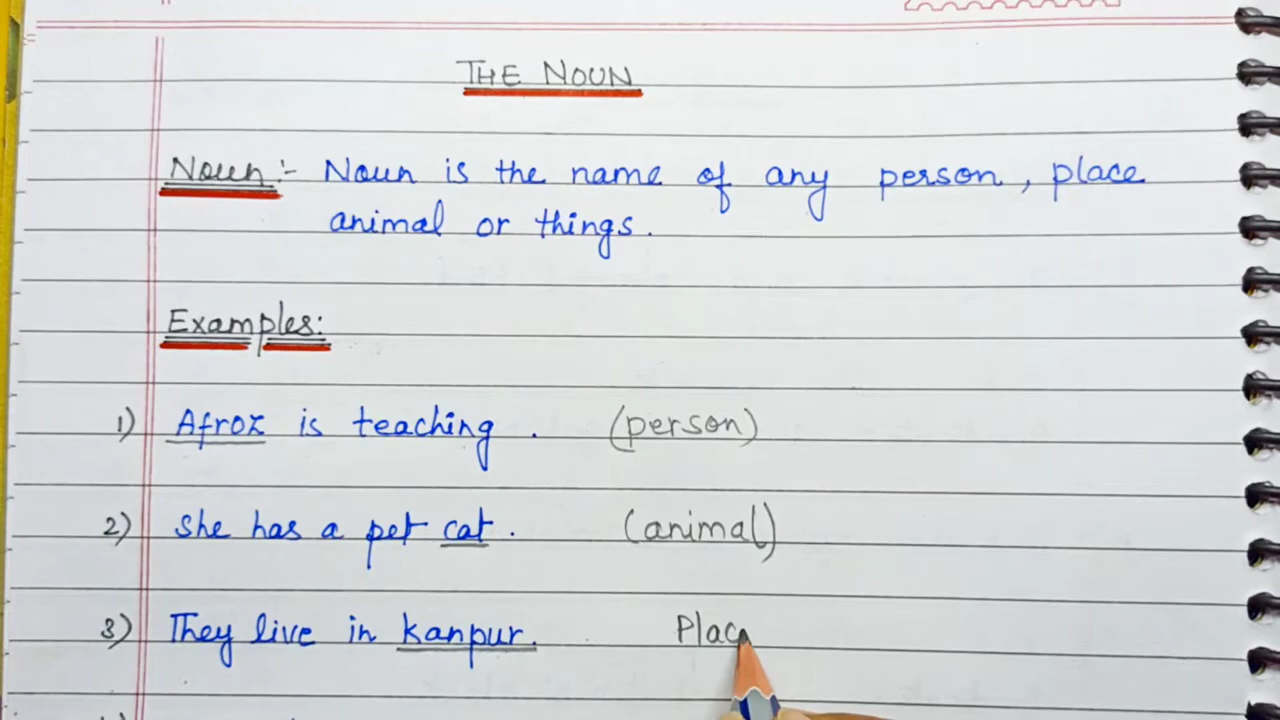 THE NOUN
Noun :- Noun is the name of any person, place
animal or things.
Examples:
1) Afroz is teaching. (person)
2) She has a pet cat. (animal)
3) They live in Kanpur. Plac